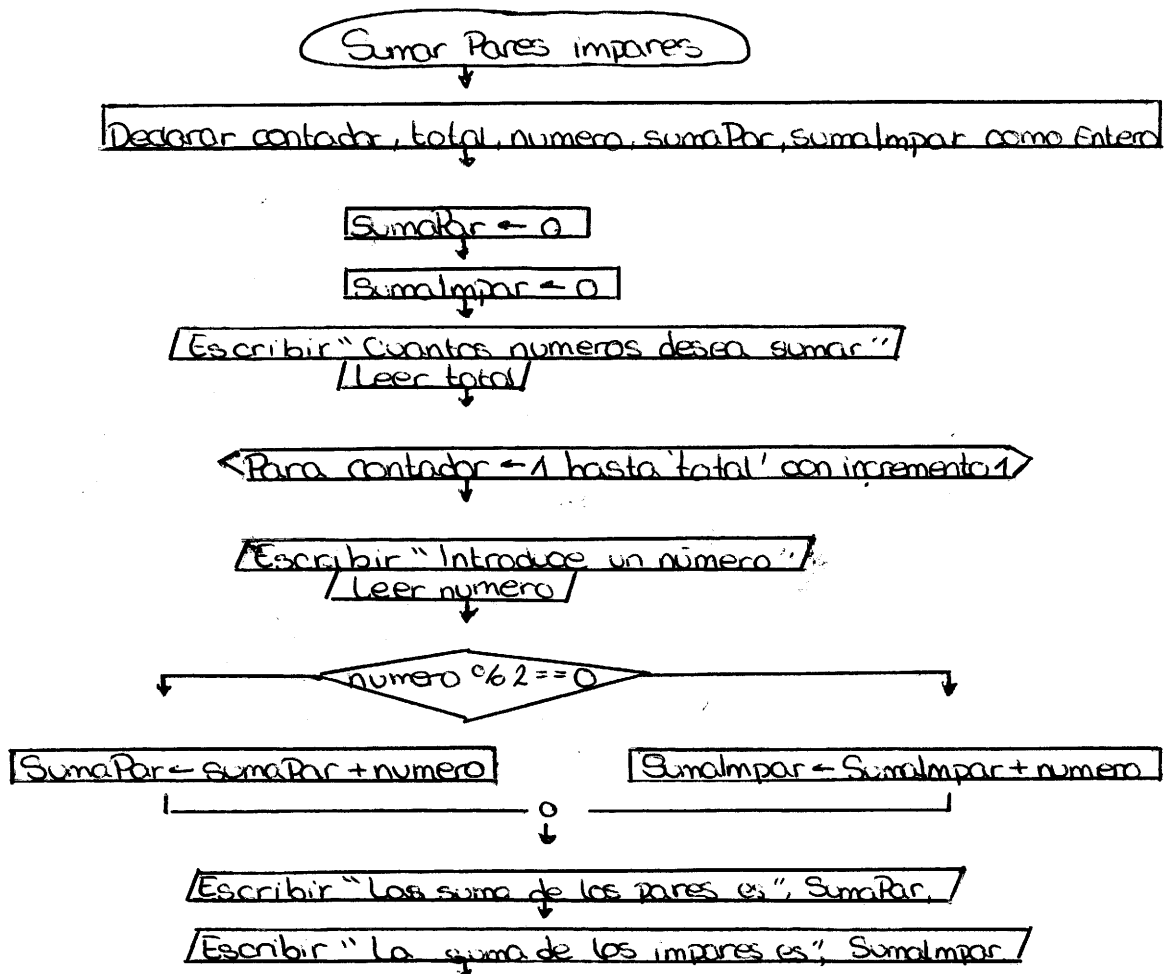 Sumar Pares impares
Declarar contador, total, numero, sumaPar, sumaImpar como Entero
SumaPar ← 0
SumaImpar ← 0
Escribir "Cuantos numeros desea sumar"
Leer total
Para contador ← 1 hasta 'total' con incremento 1
Escribir "Introduce un número"
Leer numero
numero % 2 == 0
SumaPar ← sumaPar + numero
SumaImpar ← SumaImpar + numero
Escribir "Las suma de los pares es", SumaPar.
Escribir "La suma de los impares es", SumaImpar